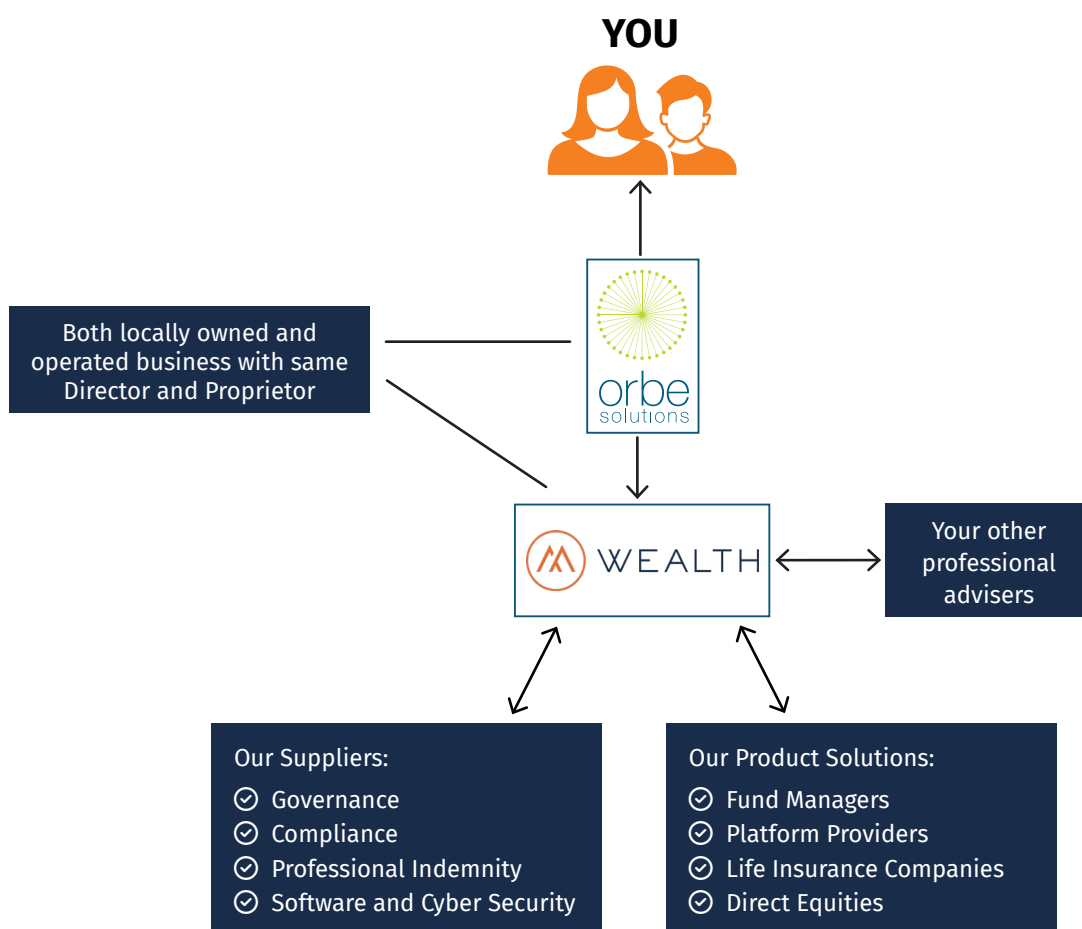 YOU
orbe
solutions
Both locally owned and
operated business with same
Director and Proprietor
WEALTH
Your other
professional
advisers
Our Suppliers:
Governance
Compliance
Professional Indemnity
Software and Cyber Security
Our Product Solutions:
Fund Managers
Platform Providers
Life Insurance Companies
Direct Equities